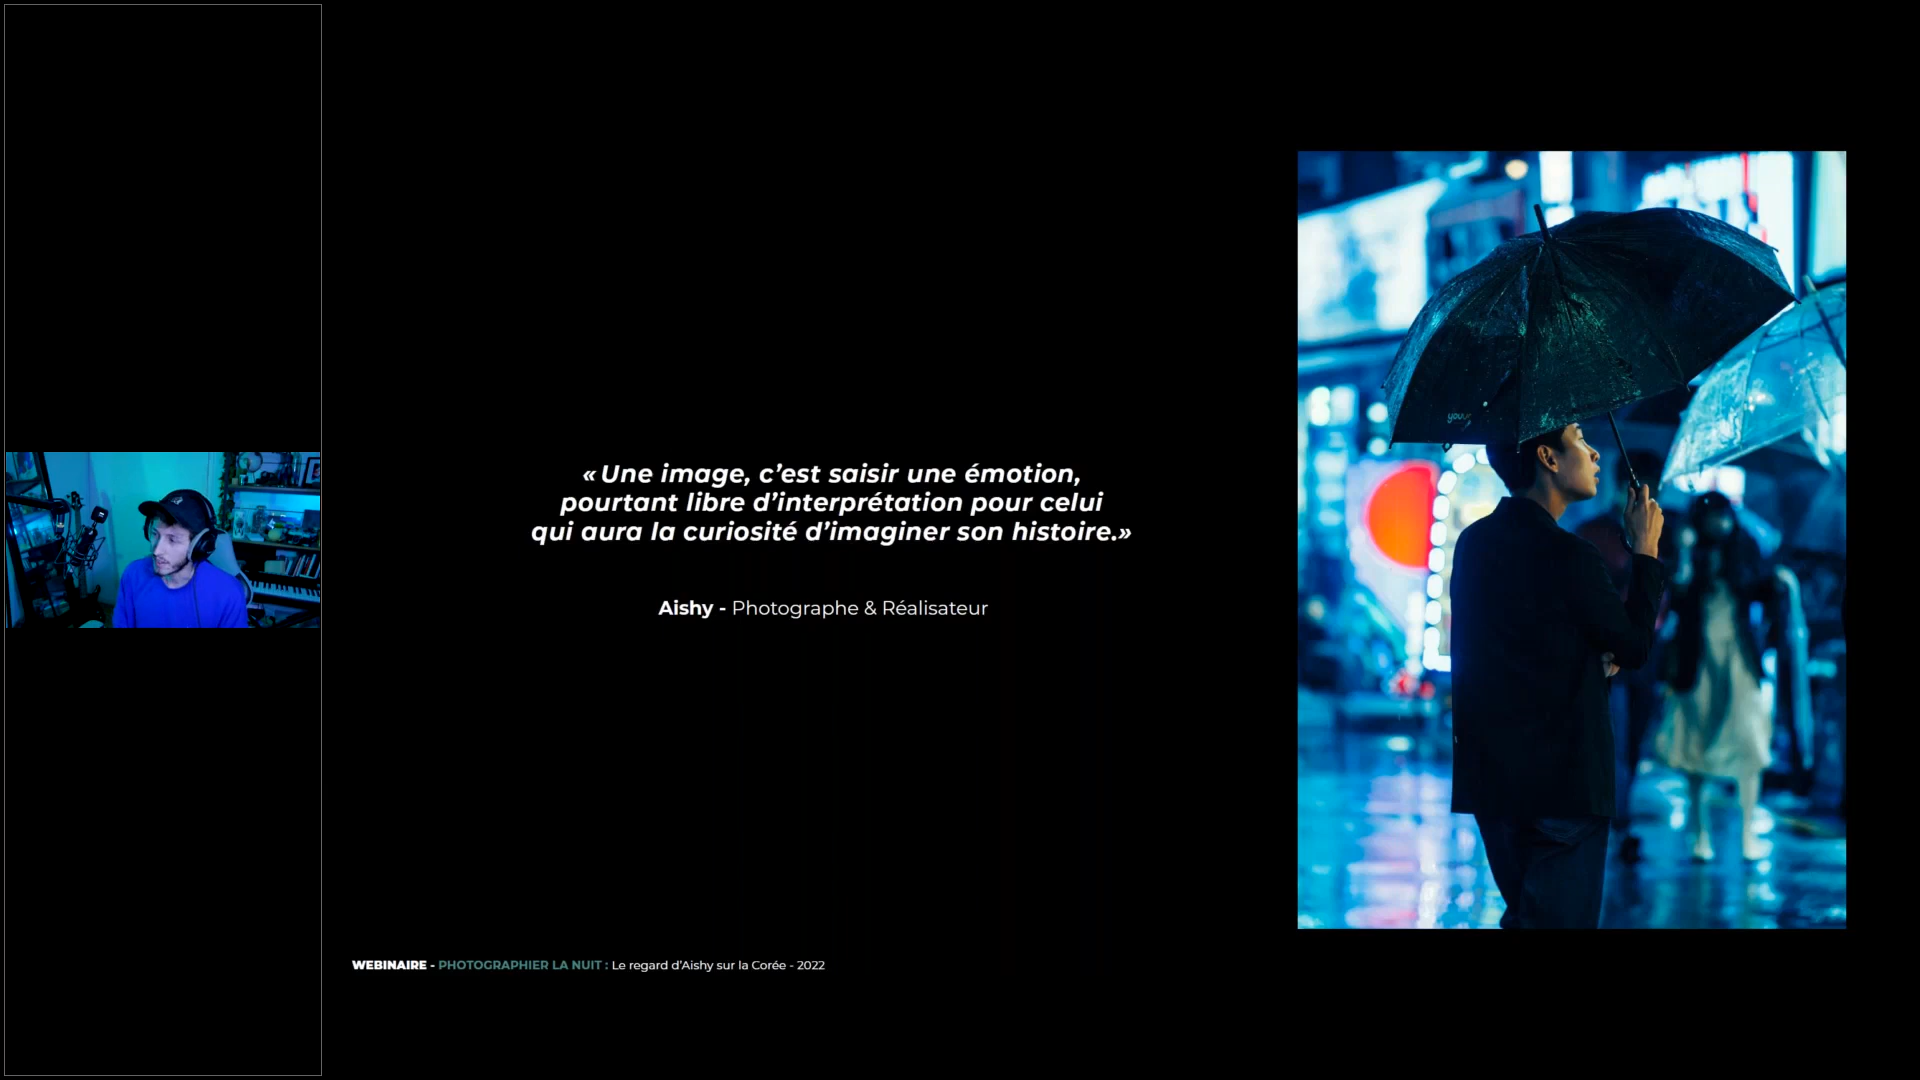 « Une image, c’est saisir une émotion,
pourtant libre d’interprétation pour celui
qui aura la curiosité d’imaginer son histoire.»
Aishy - Photographe & Réalisateur
WEBINAIRE - PHOTOGRAPHIER LA NUIT : Le regard d’Aishy sur la Corée - 2022